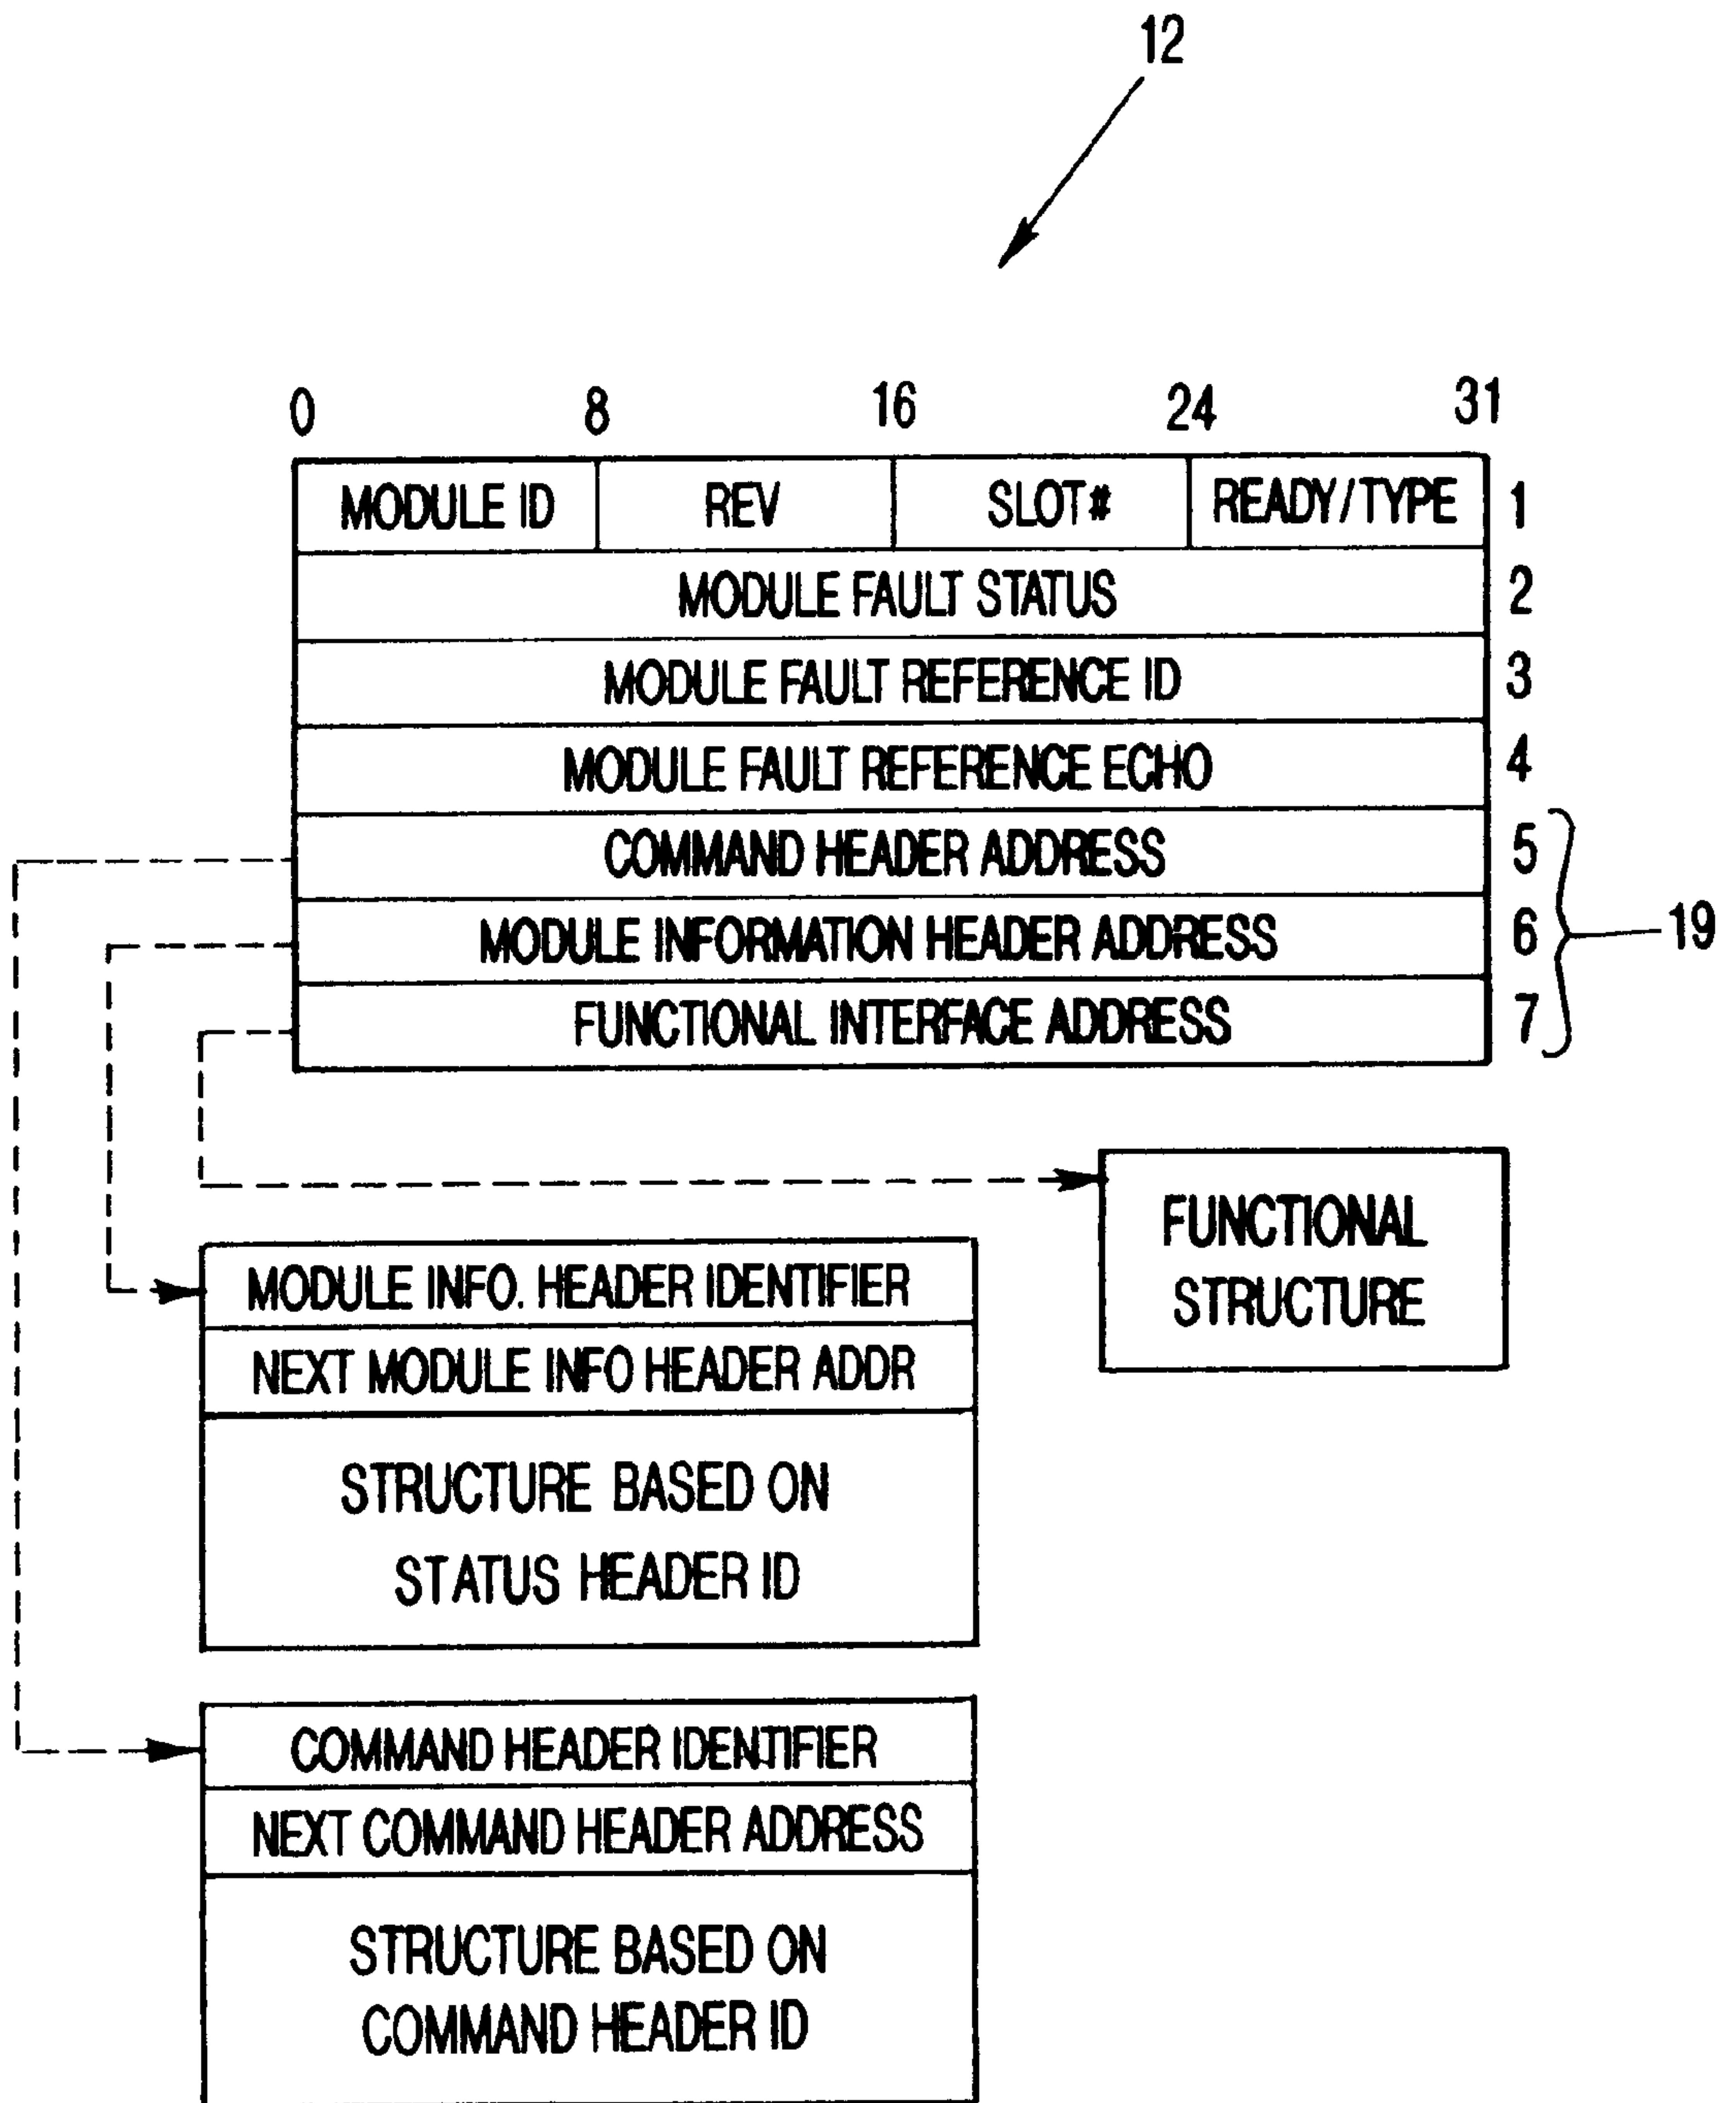 12
0 8 16 24 31
MODULE ID REV SLOT# READY/TYPE 1
MODULE FAULT STATUS 2
MODULE FAULT REFERENCE ID 3
MODULE FAULT REFERENCE ECHO 4
COMMAND HEADER ADDRESS 5
MODULE INFORMATION HEADER ADDRESS 6
19
FUNCTIONAL INTERFACE ADDRESS 7
FUNCTIONAL
STRUCTURE
MODULE INFO. HEADER IDENTIFIER
NEXT MODULE INFO HEADER ADDR
STRUCTURE BASED ON
STATUS HEADER ID
COMMAND HEADER IDENTIFIER
NEXT COMMAND HEADER ADDRESS
STRUCTURE BASED ON
COMMAND HEADER ID